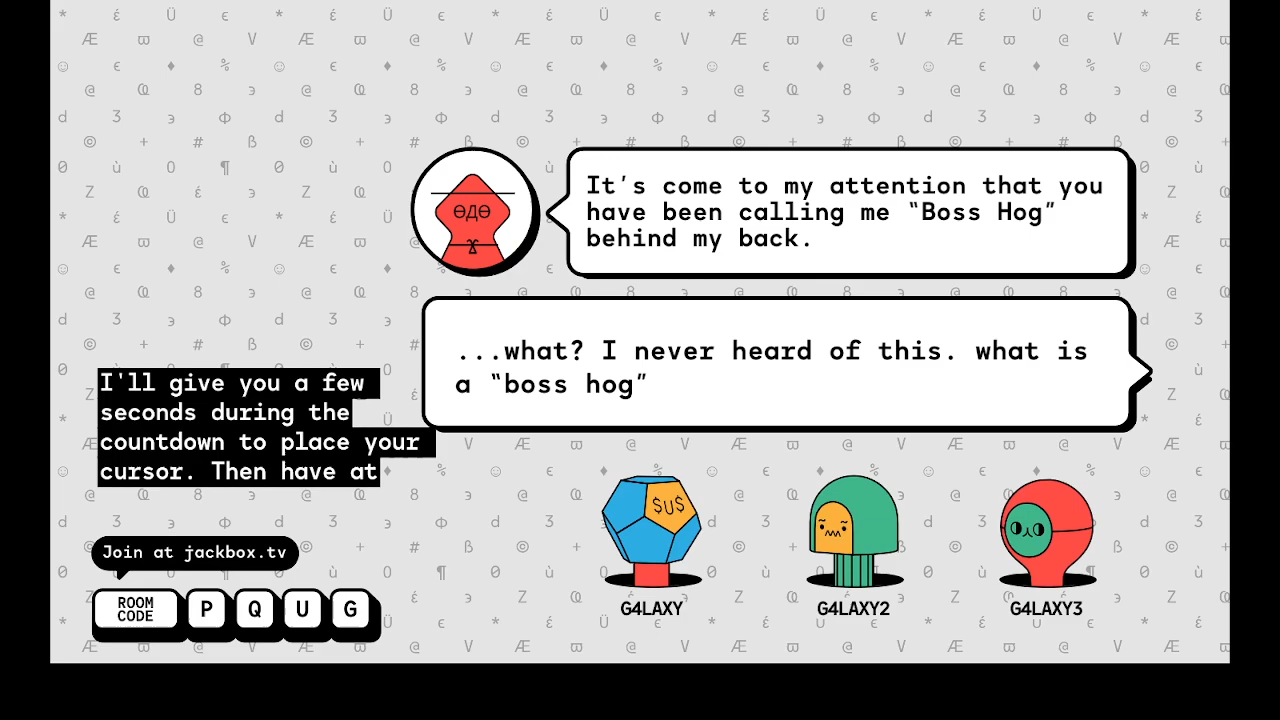 It's come to my attention that you
have been calling me "Boss Hog"
behind my back.
...what? I never heard of this. what is
a "boss hog"
I'll give you a few
seconds during the
countdown to place your
cursor. Then have at
Join at jackbox.tv
ROOM
CODE
P Q U G
$U$
G4LAXY
G4LAXY2
G4LAXY3